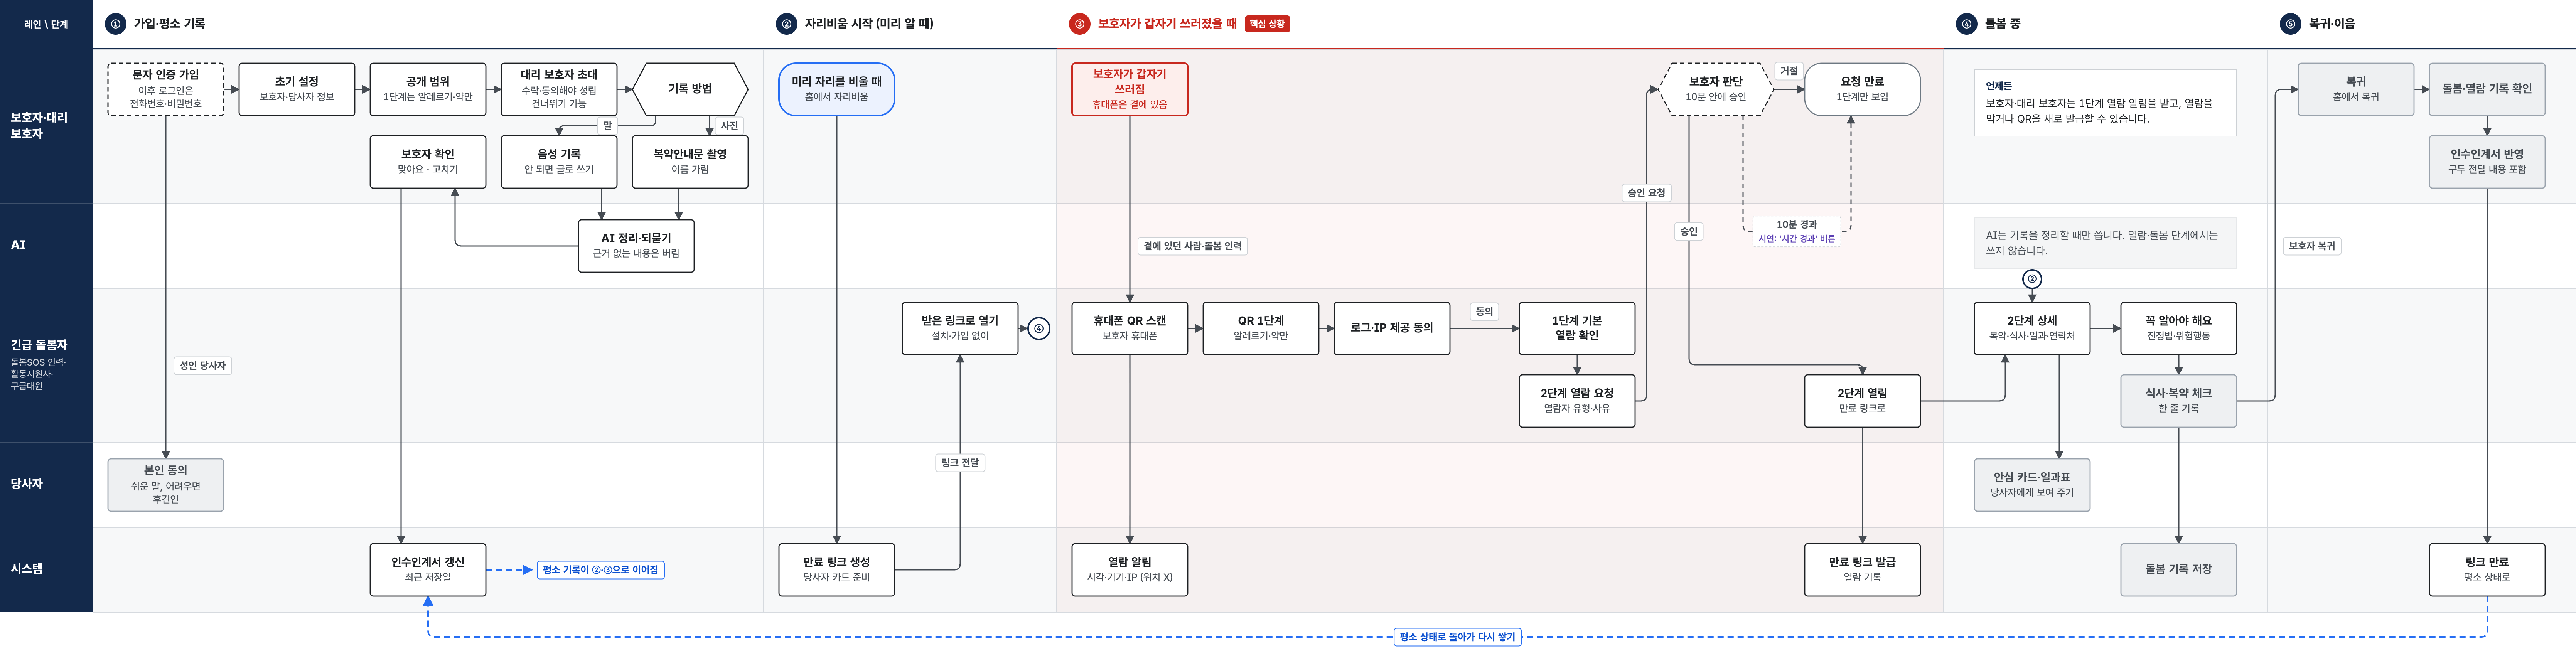 레인 \ 단계
① 가입·평소 기록
② 자리비움 시작 (미리 알 때)
③ 보호자가 갑자기 쓰러졌을 때 핵심 상황
④ 돌봄 중
⑤ 복귀·이음
보호자·대리
보호자
문자 인증 가입
이후 로그인은
전화번호·비밀번호
초기 설정
보호자·당사자 정보
공개 범위
1단계는 알레르기·약만
대리 보호자 초대
수락·동의해야 성립
건너뛰기 가능
기록 방법
말
사진
보호자 확인
맞아요 · 고치기
음성 기록
안 되면 글로 쓰기
복약안내문 촬영
이름 가림
미리 자리를 비울 때
홈에서 자리비움
보호자가 갑자기
쓰러짐
휴대폰은 곁에 있음
보호자 판단
10분 안에 승인
거절
요청 만료
1단계만 보임
승인 요청
언제든
보호자·대리 보호자는 1단계 열람 알림을 받고, 열람을
막거나 QR을 새로 발급할 수 있습니다.
복귀
홈에서 복귀
돌봄·열람 기록 확인
인수인계서 반영
구두 전달 내용 포함
AI
AI 정리·되묻기
근거 없는 내용은 버림
곁에 있던 사람·돌봄 인력
승인
10분 경과
시연: '시간 경과' 버튼
AI는 기록을 정리할 때만 씁니다. 열람·돌봄 단계에서는
쓰지 않습니다.
보호자 복귀
②
긴급 돌봄자
돌봄SOS 인력·
활동지원사·
구급대원
성인 당사자
받은 링크로 열기
설치·가입 없이
④
휴대폰 QR 스캔
보호자 휴대폰
QR 1단계
알레르기·약만
로그·IP 제공 동의
동의
1단계 기본
열람 확인
2단계 열람 요청
열람자 유형·사유
2단계 열림
만료 링크로
2단계 상세
복약·식사·일과·연락처
꼭 알아야 해요
진정법·위험행동
식사·복약 체크
한 줄 기록
당사자
본인 동의
쉬운 말, 어려우면
후견인
링크 전달
안심 카드·일과표
당사자에게 보여 주기
시스템
인수인계서 갱신
최근 저장일
평소 기록이 ②·③으로 이어짐
만료 링크 생성
당사자 카드 준비
열람 알림
시각·기기·IP (위치 X)
만료 링크 발급
열람 기록
돌봄 기록 저장
링크 만료
평소 상태로
평소 상태로 돌아가 다시 쌓기